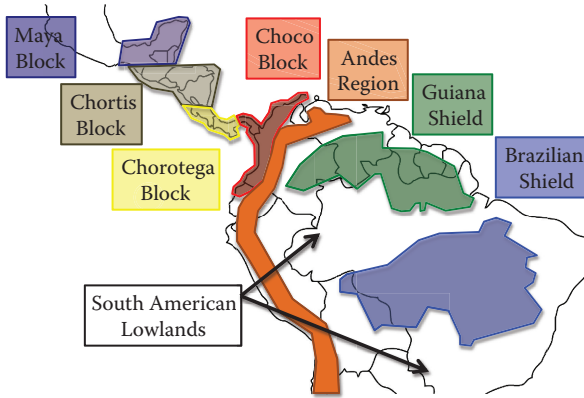 Maya
Block
Choco
Block
Andes
Region
Guiana
Shield
Chortis
Block
Brazilian
Shield
Chorotega
Block
South American
Lowlands